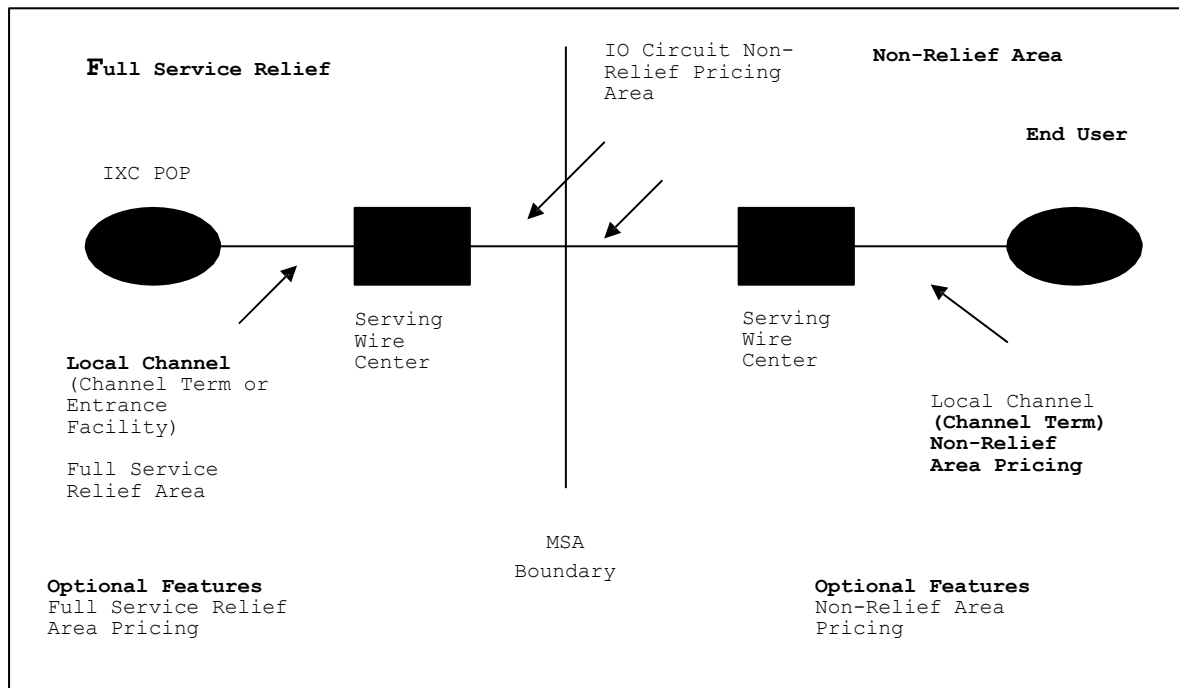 Full Service Relief
IO Circuit Non-
Relief Pricing
Area
Non-Relief Area
End User
IXC POP
Serving
Wire
Center
Serving
Wire
Center
Local Channel
(Channel Term or
Entrance
Facility)
Full Service
Relief Area
Local Channel
(Channel Term)
Non-Relief
Area Pricing
MSA
Boundary
Optional Features
Full Service Relief
Area Pricing
Optional Features
Non-Relief Area
Pricing